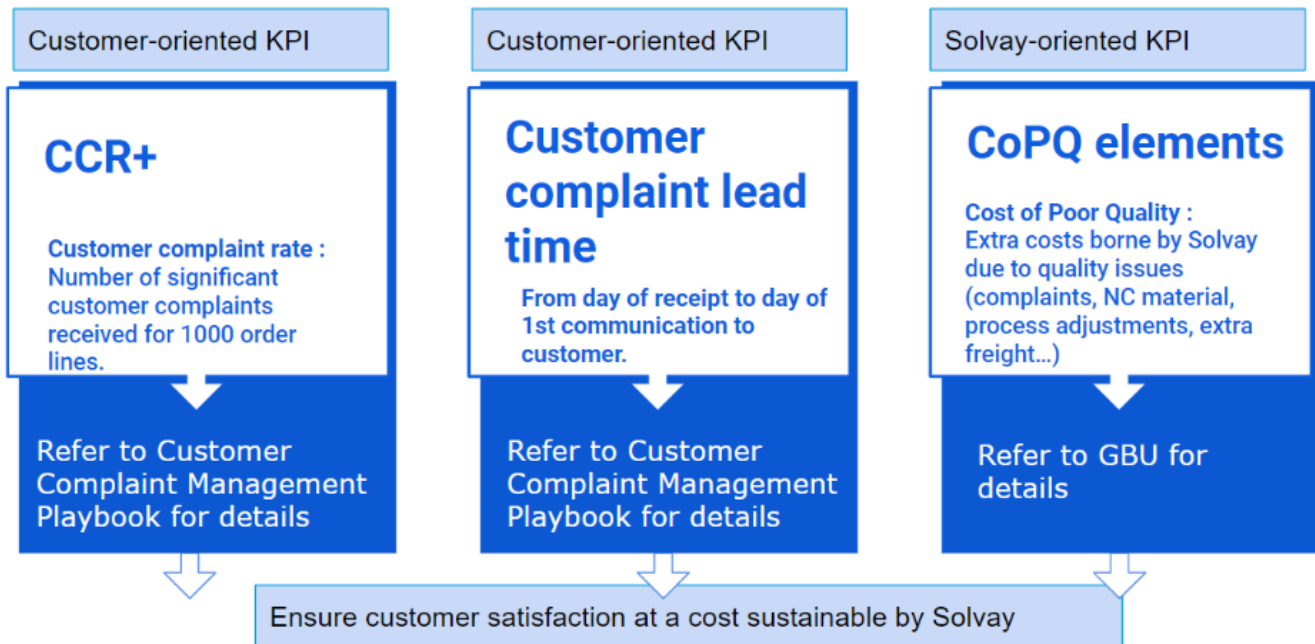 Customer-oriented KPI
CCR+
Customer complaint rate :
Number of significant
customer complaints
received for 1000 order
lines.
Refer to Customer
Complaint Management
Playbook for details
Customer-oriented KPI
Customer
complaint lead
time
From day of receipt to day of
1st communication to
customer.
Refer to Customer
Complaint Management
Playbook for details
Solvay-oriented KPI
CoPQ elements
Cost of Poor Quality :
Extra costs borne by Solvay
due to quality issues
(complaints, NC material,
process adjustments, extra
freight…)
Refer to GBU for
details
Ensure customer satisfaction at a cost sustainable by Solvay